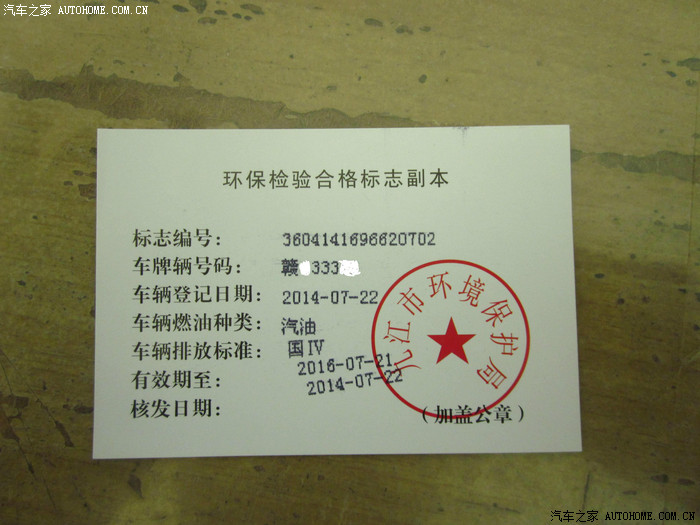 汽车之家 AUTOHOME.COM.CN
环保检验合格标志副本
标志编号: 3604141696620702
车牌辆号码: 赣 333
车辆登记日期: 2014-07-22
车辆燃油种类: 汽油
车辆排放标准: 国IV
有效期至: 2016-07-21
核发日期: 2014-07-22
九江市环境保护局
(加盖公章)
汽车之家 AUTOHOME.COM.CN